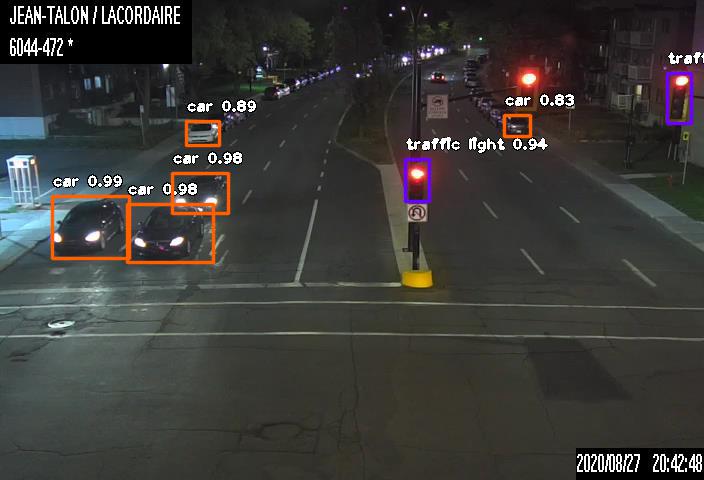 JEAN-TALON / LACORDAIRE
6044-472 *
traf
car 0.89
car 0.83
traffic light 0.94
car 0.98
car 0.99
car 0.98
2020/08/27 20:42:48